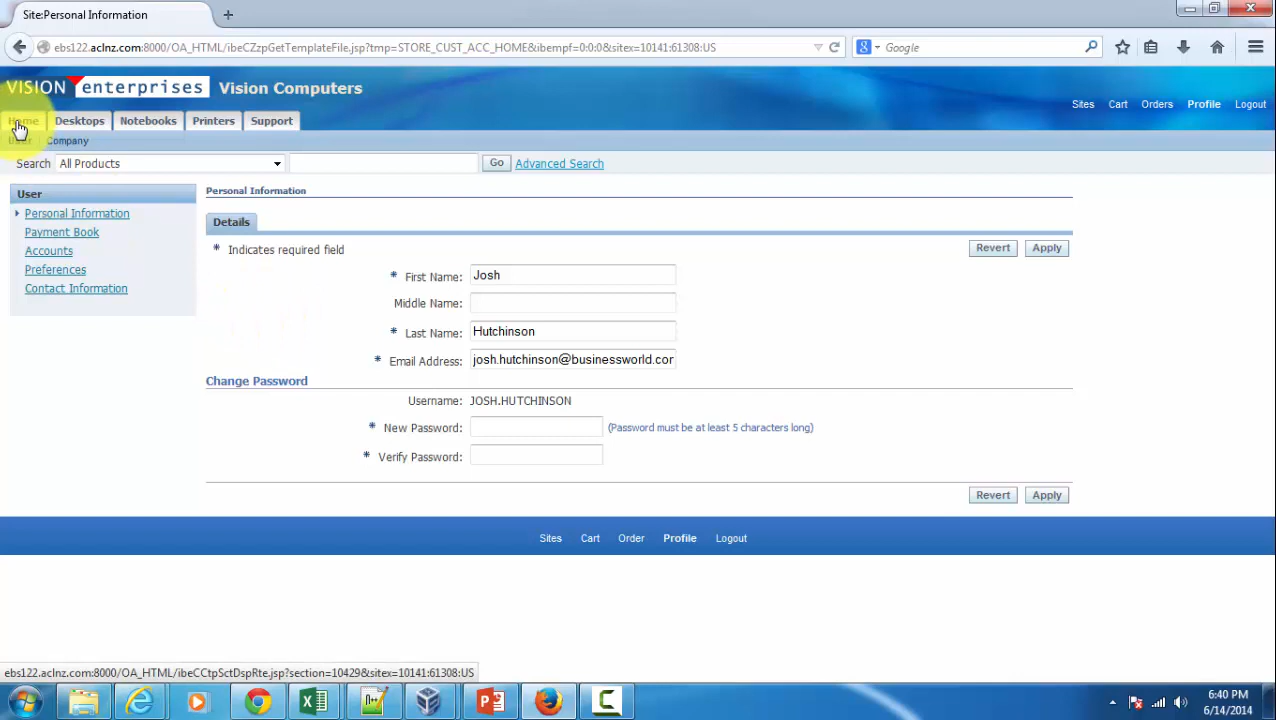 Site:Personal Information
ebs122.aclnz.com:8000/OA_HTML/ibeCZzpGetTemplateFile.jsp?tmp=STORE_CUST_ACC_HOME&ibempf=0:0:0&sitex=10141:61308:US
Google
VISION enterprises Vision Computers
Sites Cart Orders Profile Logout
Home Desktops Notebooks Printers Support
User Company
Search All Products Go Advanced Search
User
Personal Information
Payment Book
Accounts
Preferences
Contact Information
Personal Information
Details
* Indicates required field Revert Apply
* First Name: Josh
Middle Name:
* Last Name: Hutchinson
* Email Address: josh.hutchinson@businessworld.cor
Change Password
Username: JOSH.HUTCHINSON
* New Password: (Password must be at least 5 characters long)
* Verify Password:
Revert Apply
Sites Cart Order Profile Logout
ebs122.aclnz.com:8000/OA_HTML/ibeCCtpSctDspRte.jsp?section=10429&sitex=10141:61308:US
6:40 PM
6/14/2014